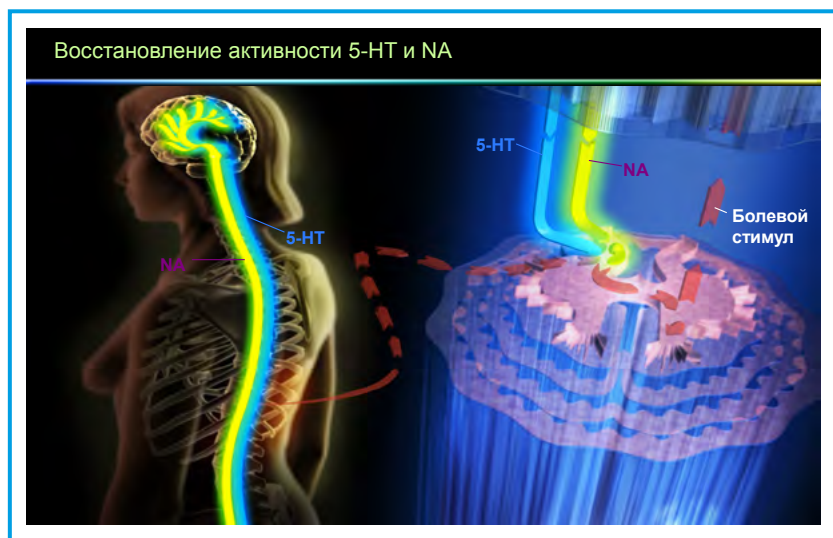 Восстановление активности 5-HT и NA
5-HT
NA
5-HT
NA
Болевой
стимул